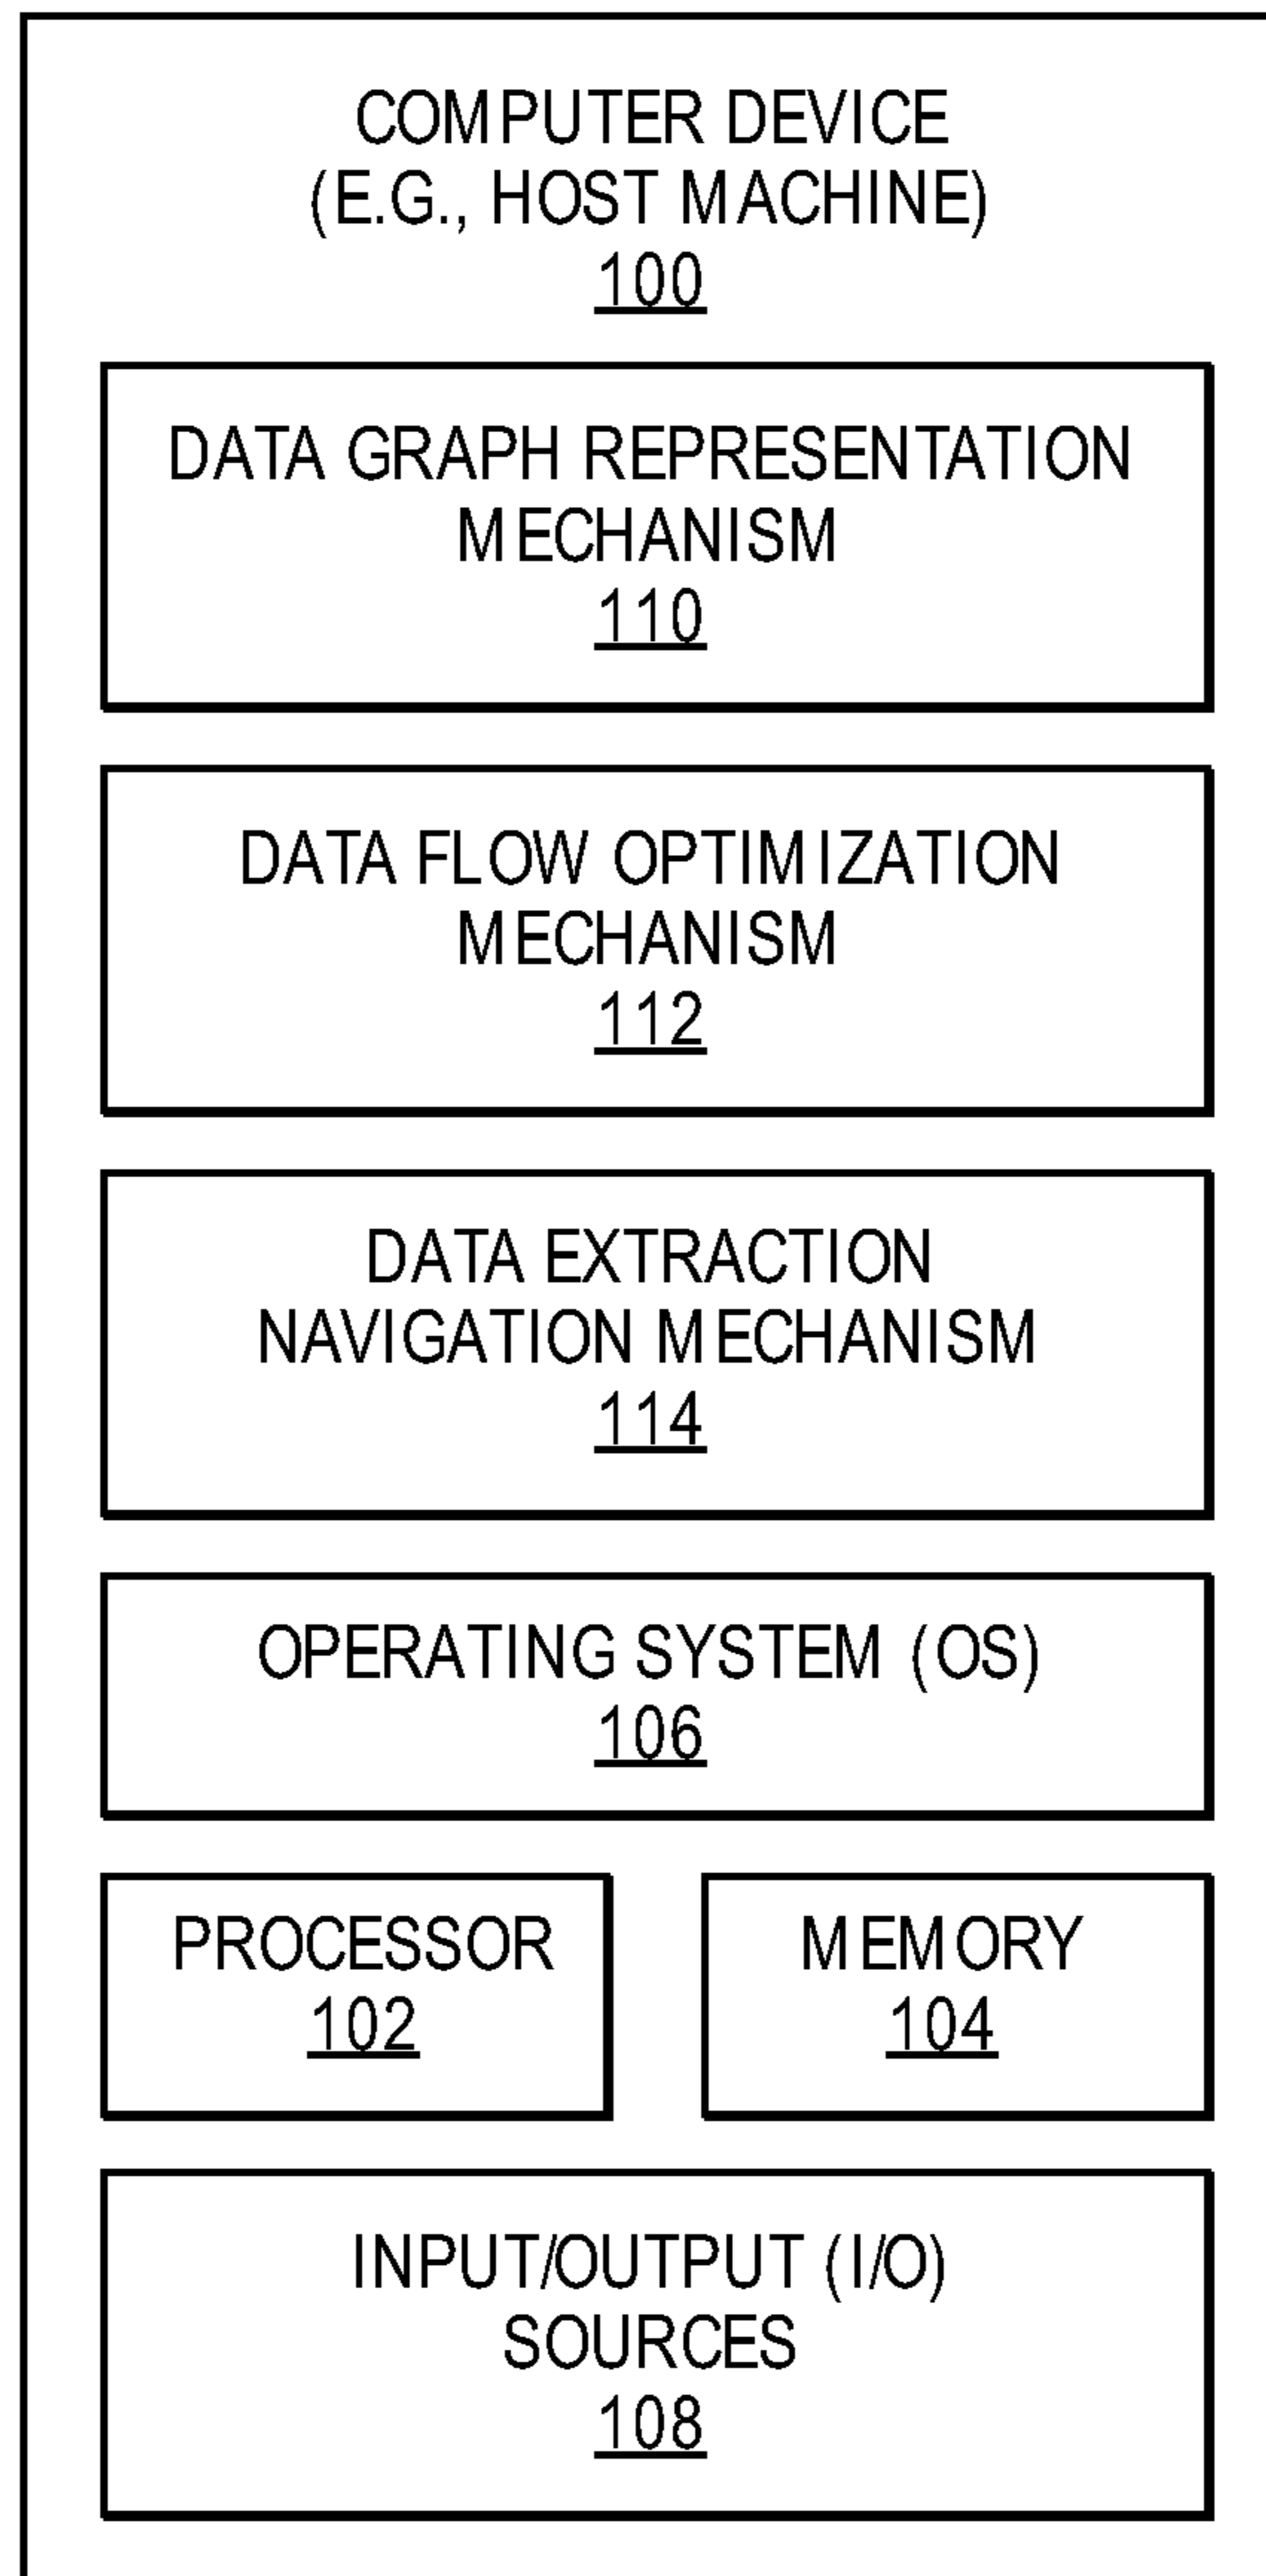 COMPUTER DEVICE
(E.G., HOST MACHINE)
100
DATA GRAPH REPRESENTATION
MECHANISM
110
DATA FLOW OPTIMIZATION
MECHANISM
112
DATA EXTRACTION
NAVIGATION MECHANISM
114
OPERATING SYSTEM (OS)
106
PROCESSOR
102
MEMORY
104
INPUT/OUTPUT (I/O)
SOURCES
108